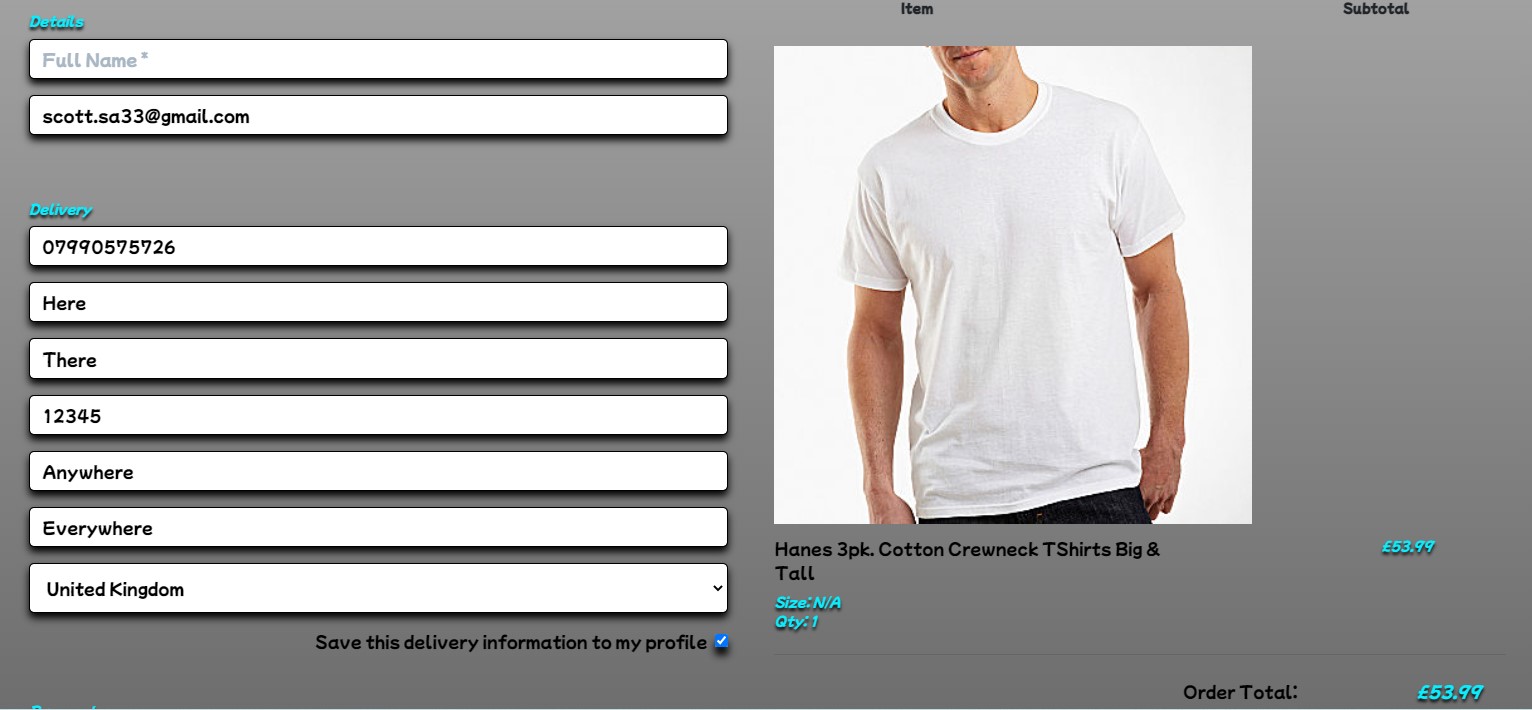 Details
Full Name *
scott.sa33@gmail.com
Delivery
07990575726
Here
There
12345
Anywhere
Everywhere
United Kingdom
Save this delivery information to my profile
Item
Subtotal
Hanes 3pk. Cotton Crewneck TShirts Big &
Tall
£53.99
Size: N/A
Qty: 1
Order Total:
£53.99